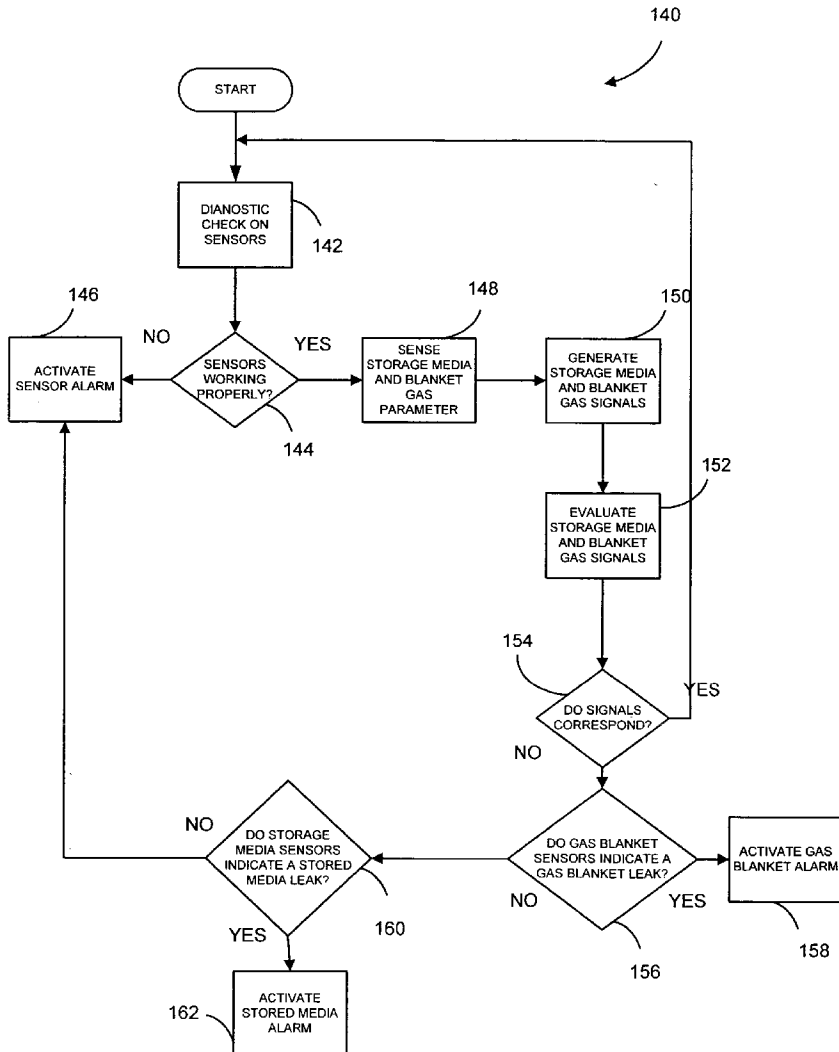 140
START
DIANOSTIC
CHECK ON
SENSORS
142
146
148
150
NO
YES
ACTIVATE
SENSOR ALARM
SENSORS
WORKING
PROPERLY?
144
SENSE
STORAGE MEDIA
AND BLANKET
GAS
PARAMETER
GENERATE
STORAGE MEDIA
AND BLANKET
GAS SIGNALS
152
EVALUATE
STORAGE MEDIA
AND BLANKET
GAS SIGNALS
154
YES
DO SIGNALS
CORRESPOND?
NO
NO
DO STORAGE
MEDIA SENSORS
INDICATE A STORED
MEDIA LEAK?
DO GAS BLANKET
SENSORS INDICATE A
GAS BLANKET LEAK?
ACTIVATE GAS
BLANKET ALARM
NO
YES
YES
160
156
158
162
ACTIVATE
STORED MEDIA
ALARM